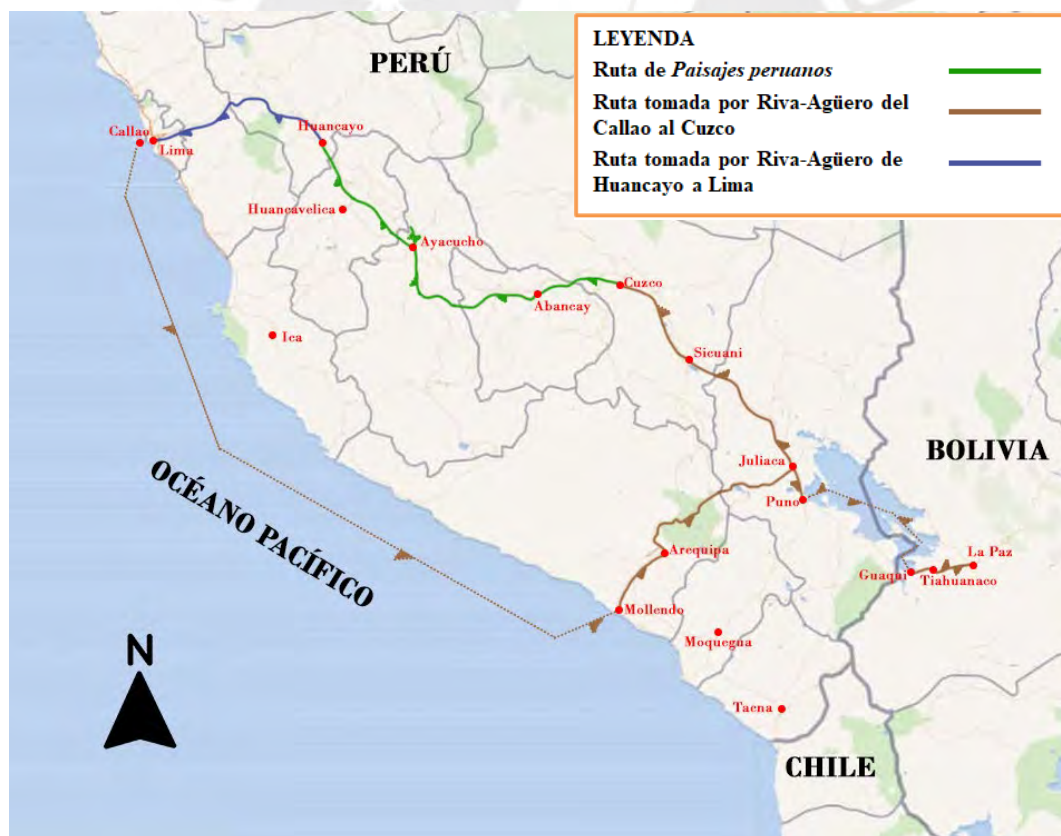 LEYENDA
Ruta de Paisajes peruanos
Ruta tomada por Riva-Agüero del
Callao al Cuzco
Ruta tomada por Riva-Agüero de
Huancayo a Lima
PERÚ
Callao
Lima
Huancayo
Huancavelica
Ayacucho
Cuzco
Abancay
Ica
Sicuani
BOLIVIA
Juliaca
Puno
OCÉANO PACÍFICO
Arequipa
La Paz
Guaqui
Tiahuanaco
Mollendo
Moquegua
N
Tacna
CHILE